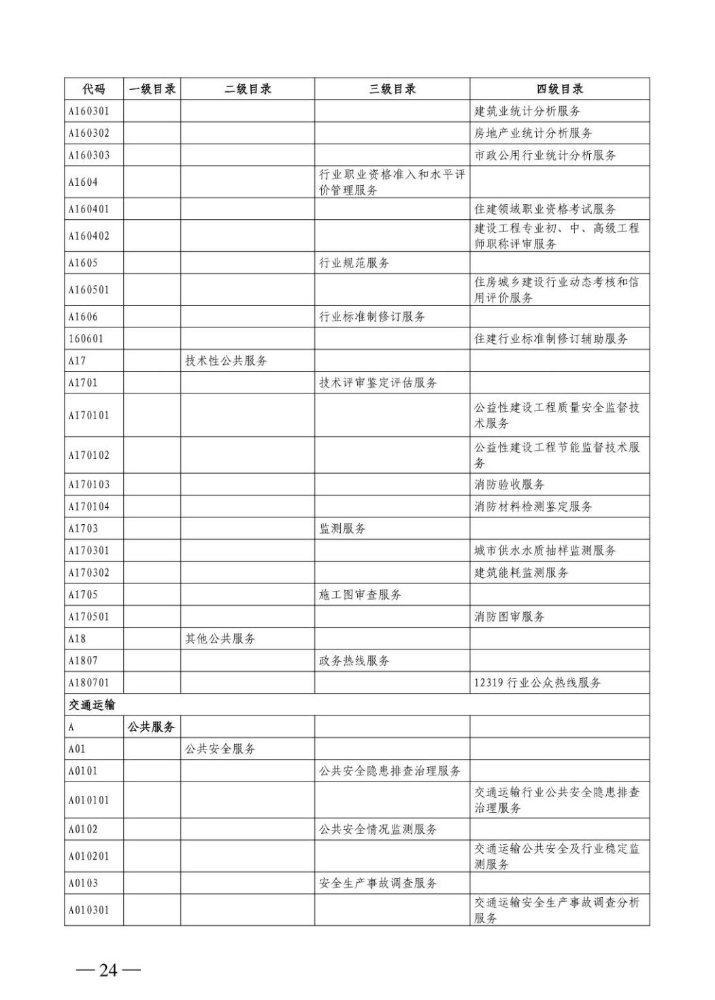 代码 一级目录 二级目录 三级目录 四级目录
A160301 建筑业统计分析服务
A160302 房地产业统计分析服务
A160303 市政公用行业统计分析服务
A1604 行业职业资格准入和水平评
价管理服务
A160401 住建领域职业资格考试服务
A160402 建设工程专业初、中、高级工程
师职称评审服务
A1605 行业规范服务
A160501 住房城乡建设行业动态考核和信
用评价服务
A1606 行业标准制修订服务
160601 住建行业标准制修订辅助服务
A17 技术性公共服务
A1701 技术评审鉴定评估服务
A170101 公益性建设工程质量安全监督技
术服务
A170102 公益性建设工程节能监督技术服
务
A170103 消防验收服务
A170104 消防材料检测鉴定服务
A1703 监测服务
A170301 城市供水水质抽样监测服务
A170302 建筑能耗监测服务
A1705 施工图审查服务
A170501 消防图审服务
A18 其他公共服务
A1807 政务热线服务
A180701 12319 行业公众热线服务
交通运输
A 公共服务
A01 公共安全服务
A0101 公共安全隐患排查治理服务
A010101 交通运输行业公共安全隐患排查
治理服务
A0102 公共安全情况监测服务
A010201 交通运输公共安全及行业稳定监
测服务
A0103 安全生产事故调查服务
A010301 交通运输安全生产事故调查分析
服务
— 24 —